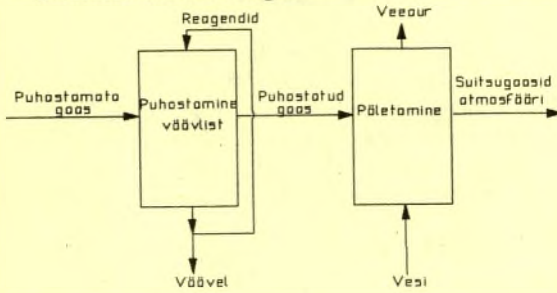 Reagendid
Veeaur
Puhastamata
gaas
Puhastamine
väävlist
Puhastatud
gaas
Põletamine
Suitsugaasid
atmosfääri
Väävel
Vesi